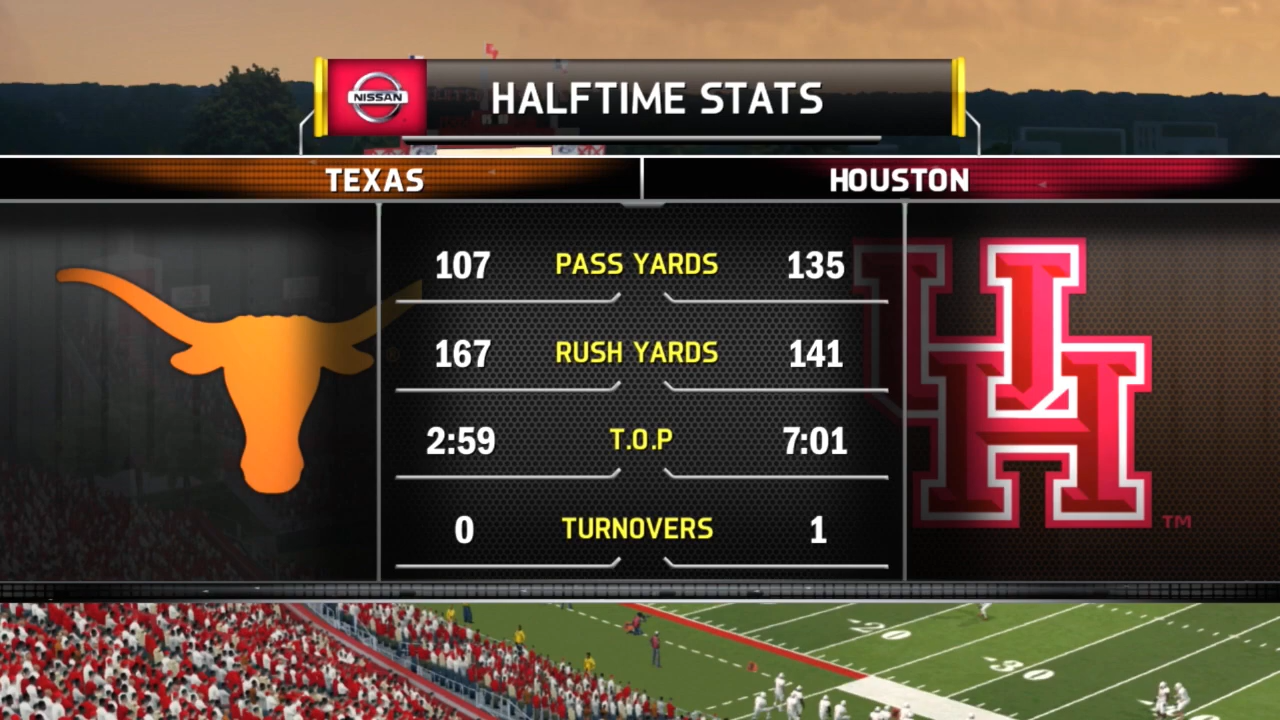 NISSAN
HALFTIME STATS
TEXAS
HOUSTON
107 PASS YARDS 135
167 RUSH YARDS 141
2:59 T.O.P 7:01
0 TURNOVERS 1
TM
-20
-30